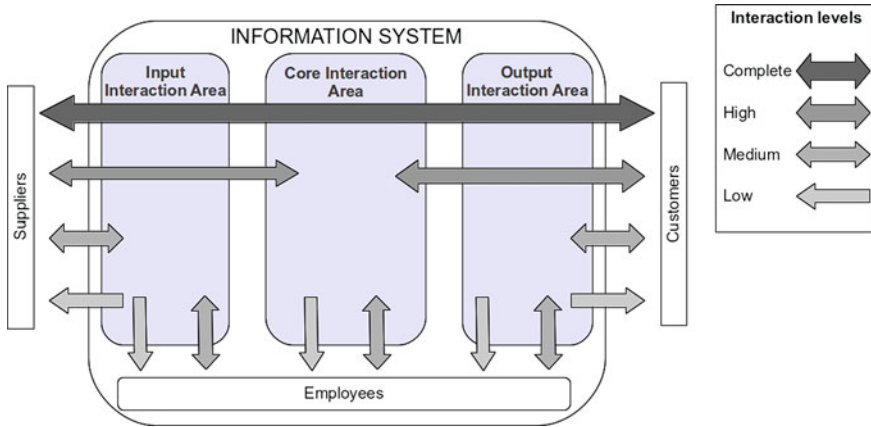 INFORMATION SYSTEM
Input
Interaction Area
Core Interaction
Area
Output
Interaction Area
Suppliers
Customers
Employees
Interaction levels
Complete
High
Medium
Low